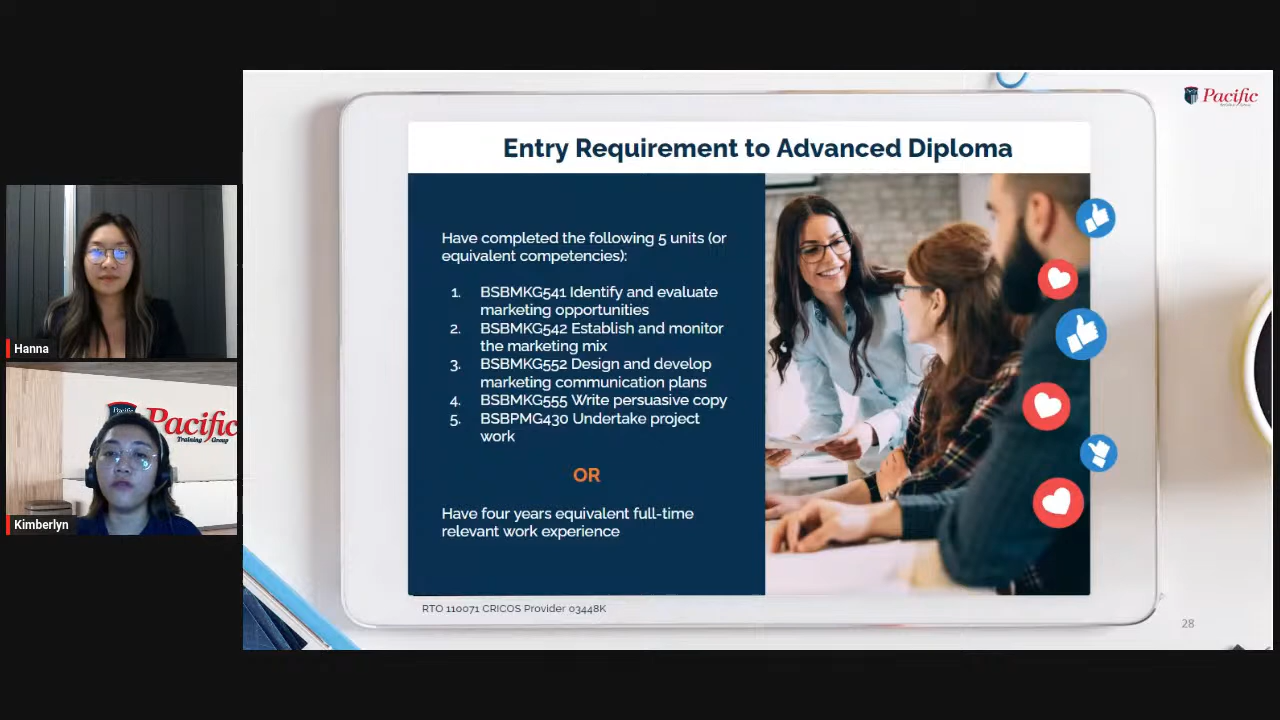 Pacific
Entry Requirement to Advanced Diploma
Have completed the following 5 units (or
equivalent competencies):
1. BSBMKG541 Identify and evaluate
marketing opportunities
2. BSBMKG542 Establish and monitor
the marketing mix
3. BSBMKG552 Design and develop
marketing communication plans
4. BSBMKG555 Write persuasive copy
5. BSBPMG430 Undertake project
work
OR
Have four years equivalent full-time
relevant work experience
RTO 110071 CRICOS Provider 03448K
28
Hanna
Pacific
Training Group
Kimberlyn